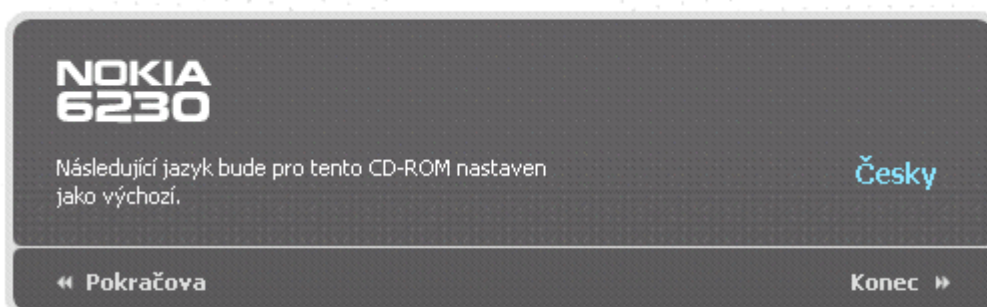 NOKIA
6230
Následující jazyk bude pro tento CD-ROM nastaven
jako výchozí.
Česky
« Pokračova
Konec »